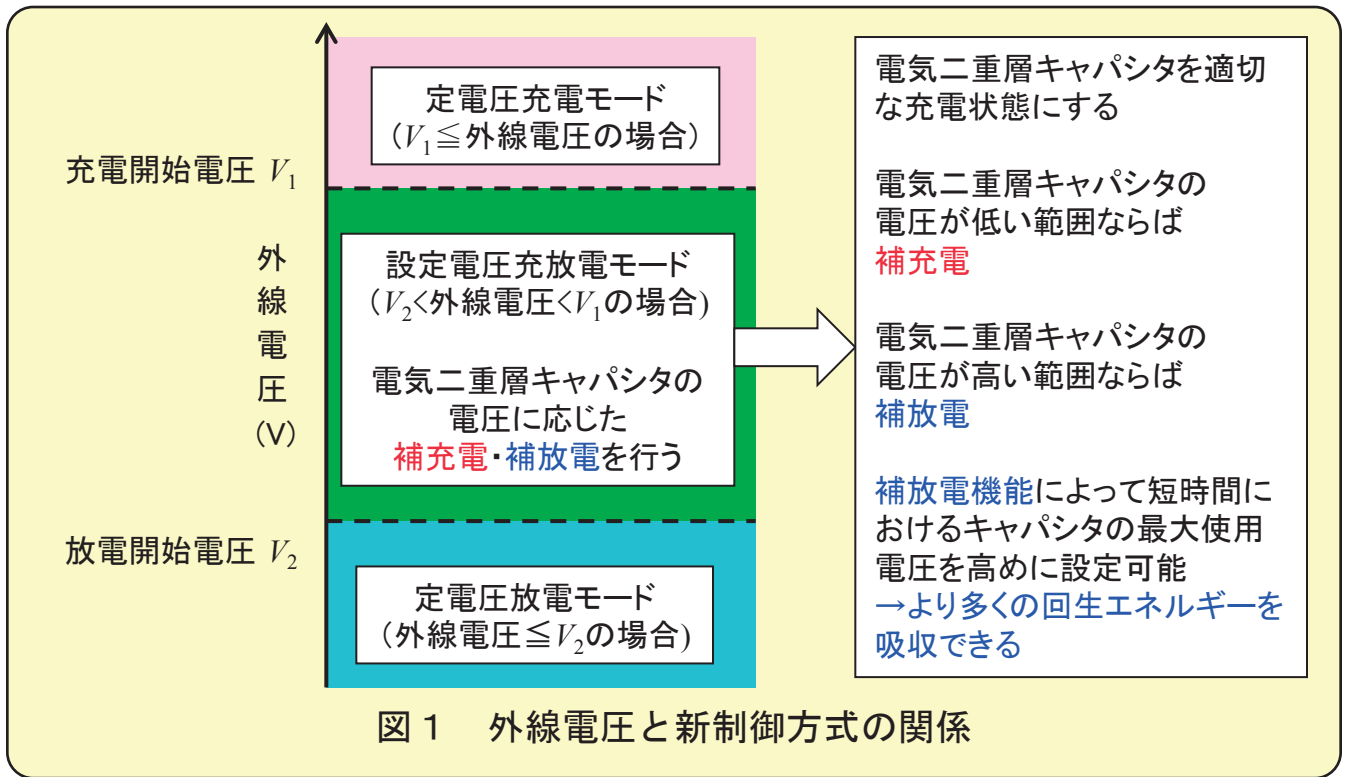 定電圧充電モード
(V1≦外線電圧の場合)
充電開始電圧 V1
外
線
電
圧
(V)
設定電圧充放電モード
(V2<外線電圧<V1の場合)
電気二重層キャパシタの
電圧に応じた
補充電・補放電を行う
放電開始電圧 V2
定電圧放電モード
(外線電圧≦V2の場合)
電気二重層キャパシタを適切
な充電状態にする
電気二重層キャパシタの
電圧が低い範囲ならば
補充電
電気二重層キャパシタの
電圧が高い範囲ならば
補放電
補放電機能によって短時間に
おけるキャパシタの最大使用
電圧を高めに設定可能
→より多くの回生エネルギーを
吸収できる
図1 外線電圧と新制御方式の関係